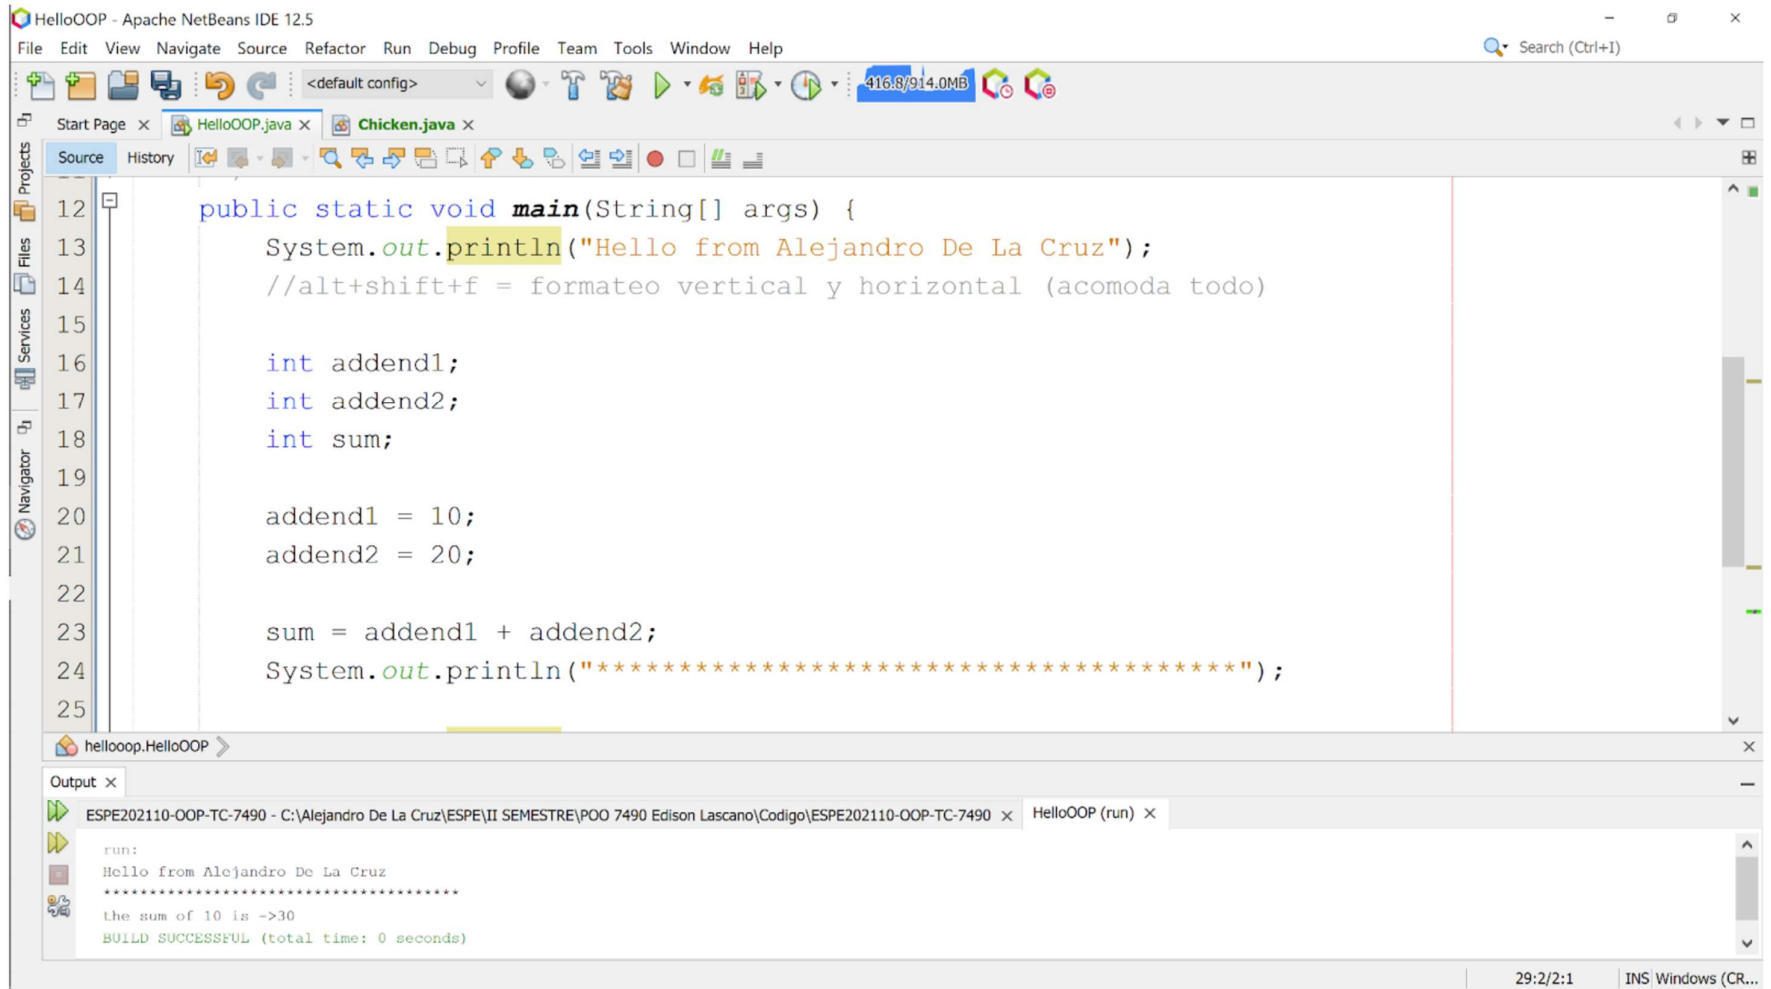 HelloOOP - Apache NetBeans IDE 12.5
File Edit View Navigate Source Refactor Run Debug Profile Team Tools Window Help
Search (Ctrl+I)
<default config>
416.8/914.0MB
Start Page
HelloOOP.java
Chicken.java
Source History
Projects
Files
Services
Navigator
12 public static void main(String[] args) {
13 System.out.println("Hello from Alejandro De La Cruz");
14 //alt+shift+f = formateo vertical y horizontal (acomoda todo)
15
16 int addend1;
17 int addend2;
18 int sum;
19
20 addend1 = 10;
21 addend2 = 20;
22
23 sum = addend1 + addend2;
24 System.out.println("***************************************");
25
hellooop.HelloOOP
Output
ESPE202110-OOP-TC-7490 - C:\Alejandro De La Cruz\ESPE\II SEMESTRE\POO 7490 Edison Lascano\Codigo\ESPE202110-OOP-TC-7490
HelloOOP (run)
run:
Hello from Alejandro De La Cruz
***************************************
the sum of 10 is ->30
BUILD SUCCESSFUL (total time: 0 seconds)
29:2/2:1 INS Windows (CR...